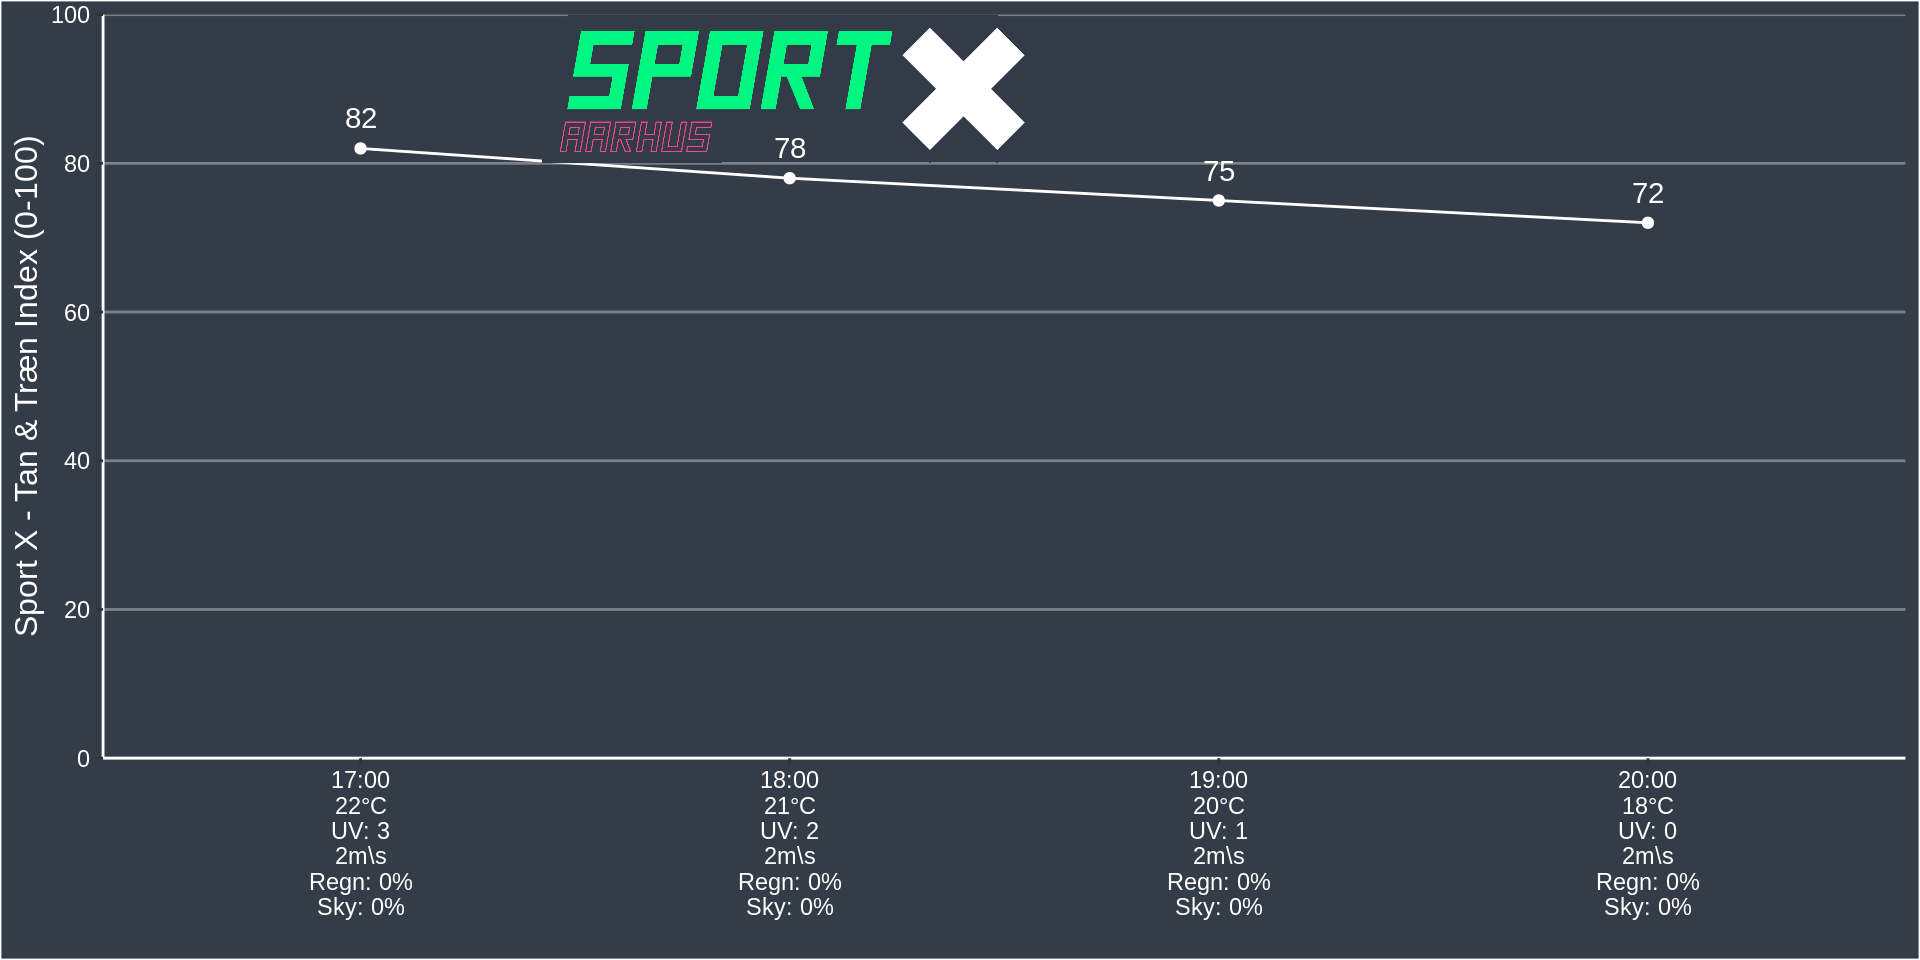 100
SPORT X
AARHUS
82
78
75
72
80
60
40
20
0
Sport X - Tan & Træn Index (0-100)
17:00
22°C
UV: 3
2m\s
Regn: 0%
Sky: 0%
18:00
21°C
UV: 2
2m\s
Regn: 0%
Sky: 0%
19:00
20°C
UV: 1
2m\s
Regn: 0%
Sky: 0%
20:00
18°C
UV: 0
2m\s
Regn: 0%
Sky: 0%